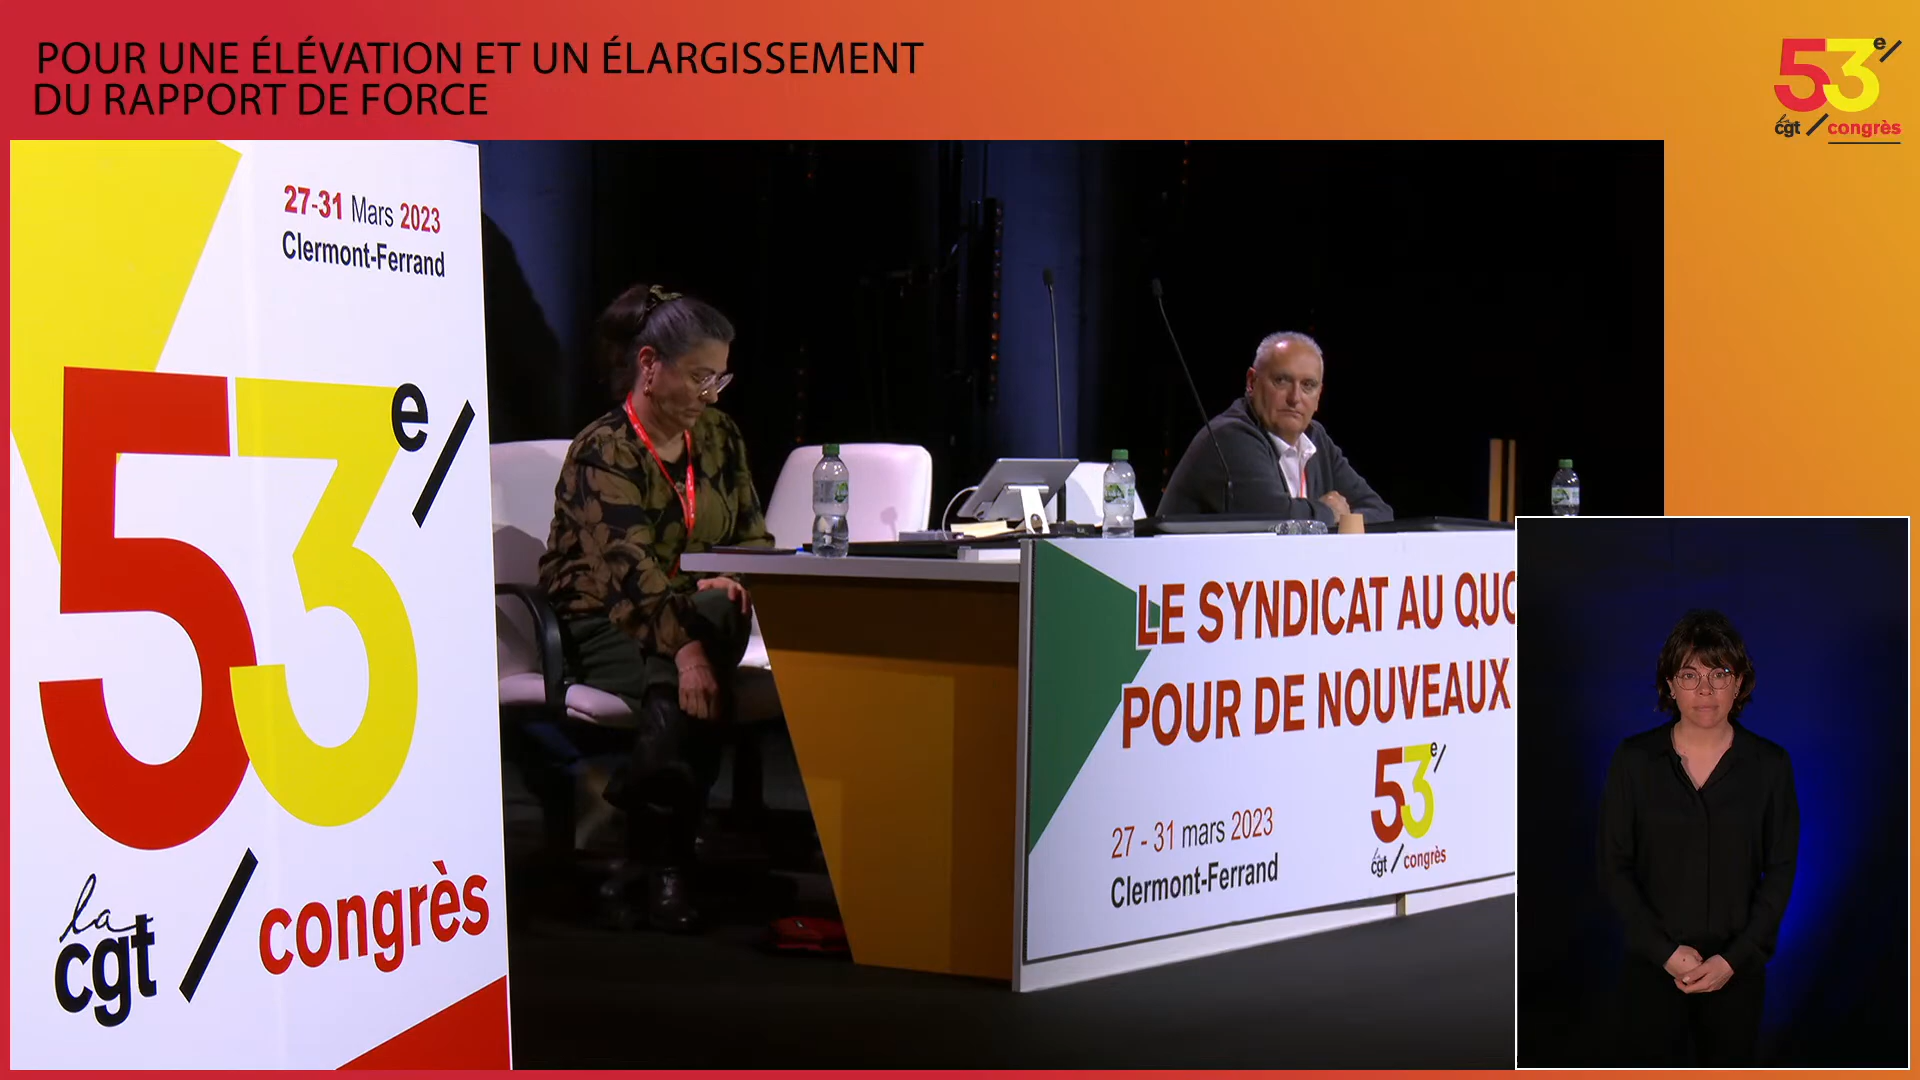 POUR UNE ÉLÉVATION ET UN ÉLARGISSEMENT
DU RAPPORT DE FORCE
53e/
la cgt / congrès
27-31 Mars 2023
Clermont-Ferrand
53e/
la
cgt / congrès
LE SYNDICAT AU QUO
POUR DE NOUVEAUX
53e/
la cgt / congrès
27 - 31 mars 2023
Clermont-Ferrand